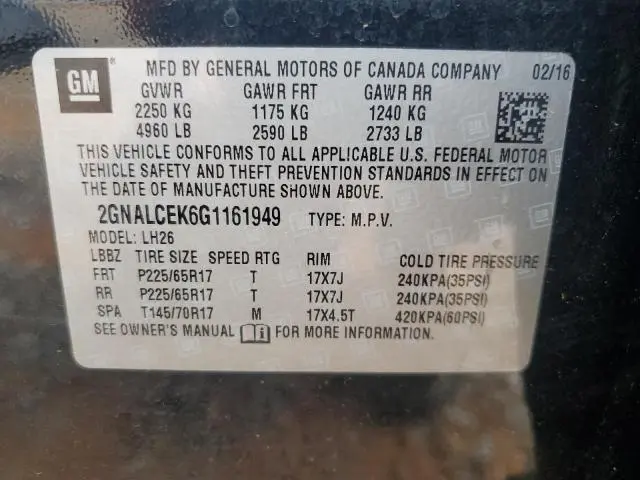 GM ® MFD BY GENERAL MOTORS OF CANADA COMPANY 02/16
GVWR GAWR FRT GAWR RR
2250 KG 1175 KG 1240 KG
4960 LB 2590 LB 2733 LB
THIS VEHICLE CONFORMS TO ALL APPLICABLE U.S. FEDERAL MOTOR
VEHICLE SAFETY AND THEFT PREVENTION STANDARDS IN EFFECT ON
THE DATE OF MANUFACTURE SHOWN ABOVE.
2GNALCEK6G1161949 TYPE: M.P.V.
MODEL: LH26
LBBZ TIRE SIZE SPEED RTG RIM COLD TIRE PRESSURE
FRT P225/65R17 T 17X7J 240KPA(35PSI)
RR P225/65R17 T 17X7J 240KPA(35PSI)
SPA T145/70R17 M 17X4.5T 420KPA(60PSI)
SEE OWNER'S MANUAL FOR MORE INFORMATION.